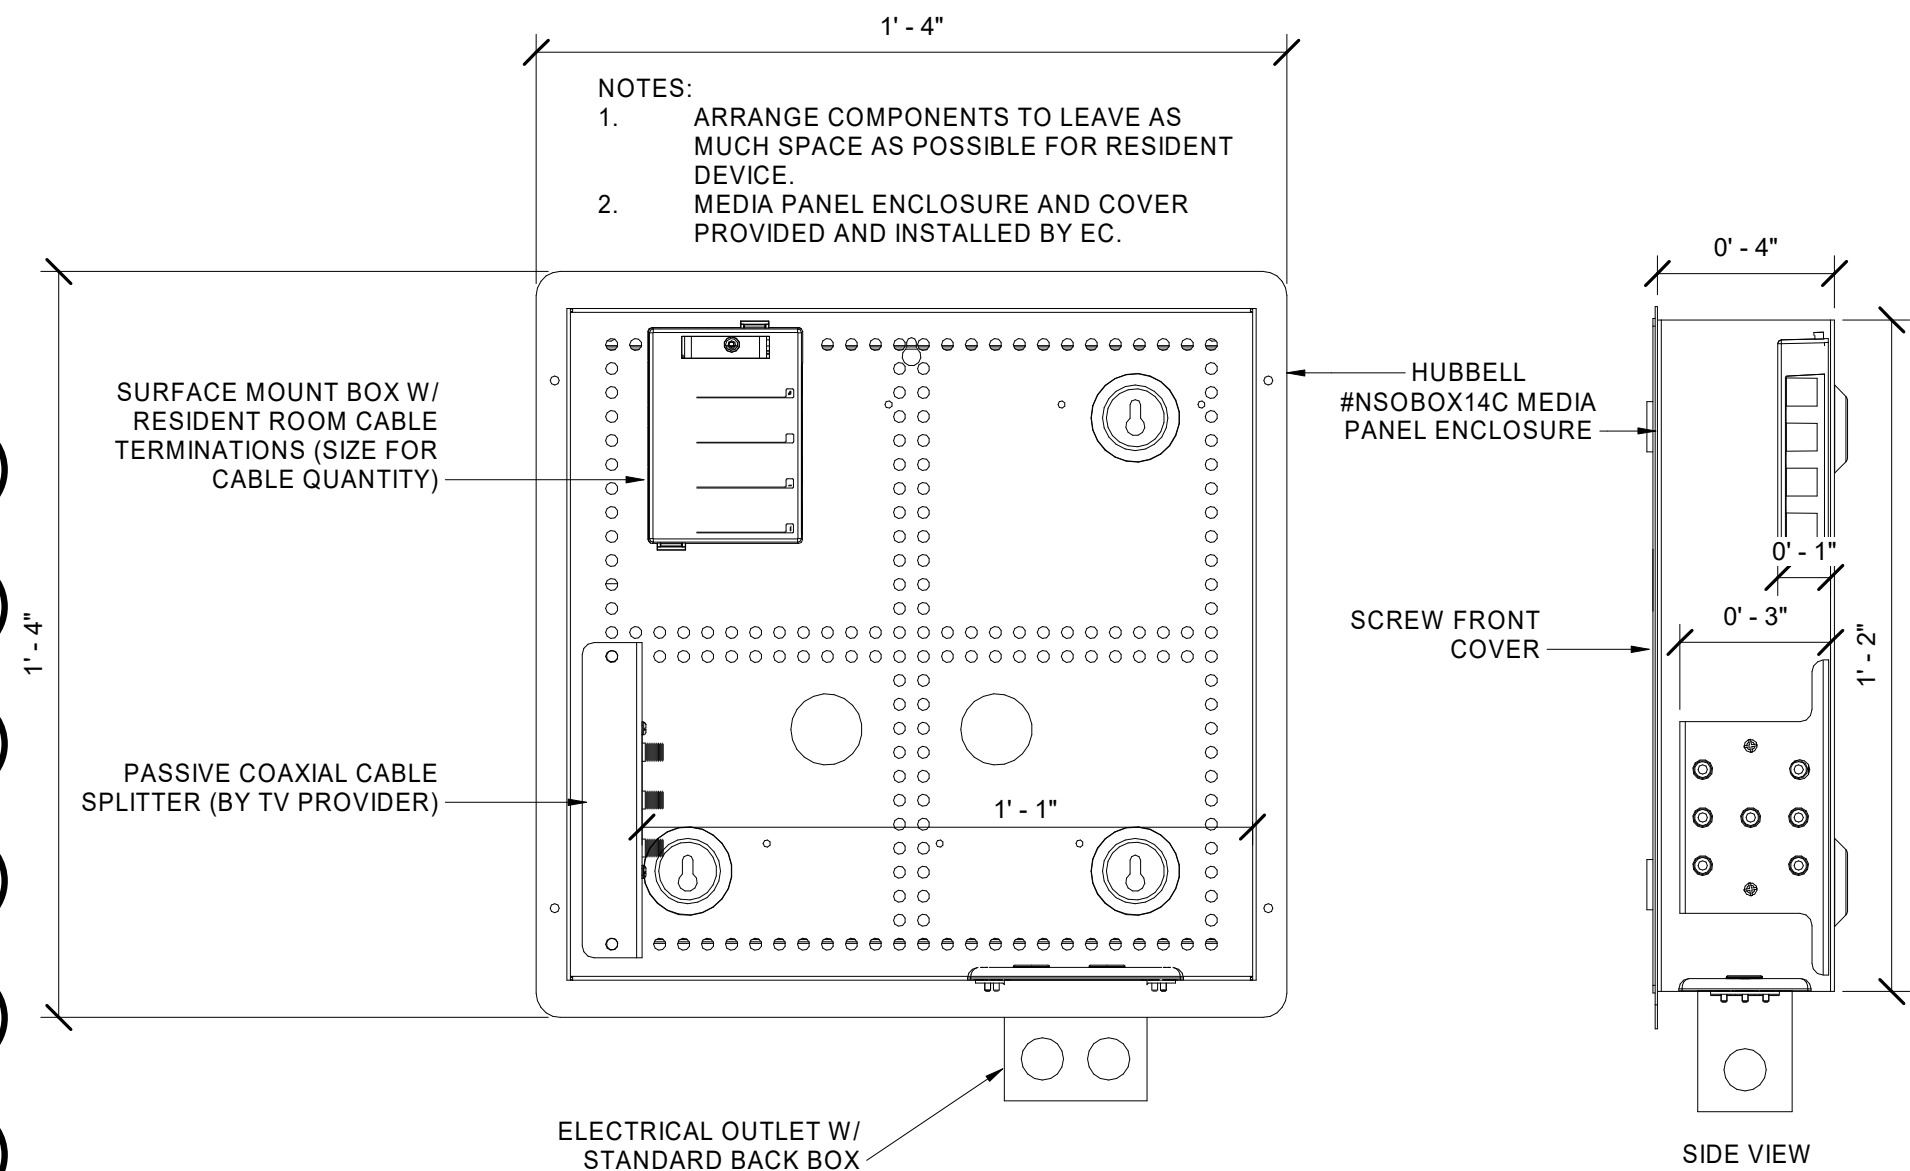 1' - 4"
NOTES:
1. ARRANGE COMPONENTS TO LEAVE AS
MUCH SPACE AS POSSIBLE FOR RESIDENT
DEVICE.
2. MEDIA PANEL ENCLOSURE AND COVER
PROVIDED AND INSTALLED BY EC.
1' - 4"
SURFACE MOUNT BOX W/
RESIDENT ROOM CABLE
TERMINATIONS (SIZE FOR
CABLE QUANTITY)
PASSIVE COAXIAL CABLE
SPLITTER (BY TV PROVIDER)
1' - 1"
ELECTRICAL OUTLET W/
STANDARD BACK BOX
HUBBELL
#NSOBOX14C MEDIA
PANEL ENCLOSURE
SCREW FRONT
COVER
0' - 4"
0' - 1"
0' - 3"
1' - 2"
SIDE VIEW